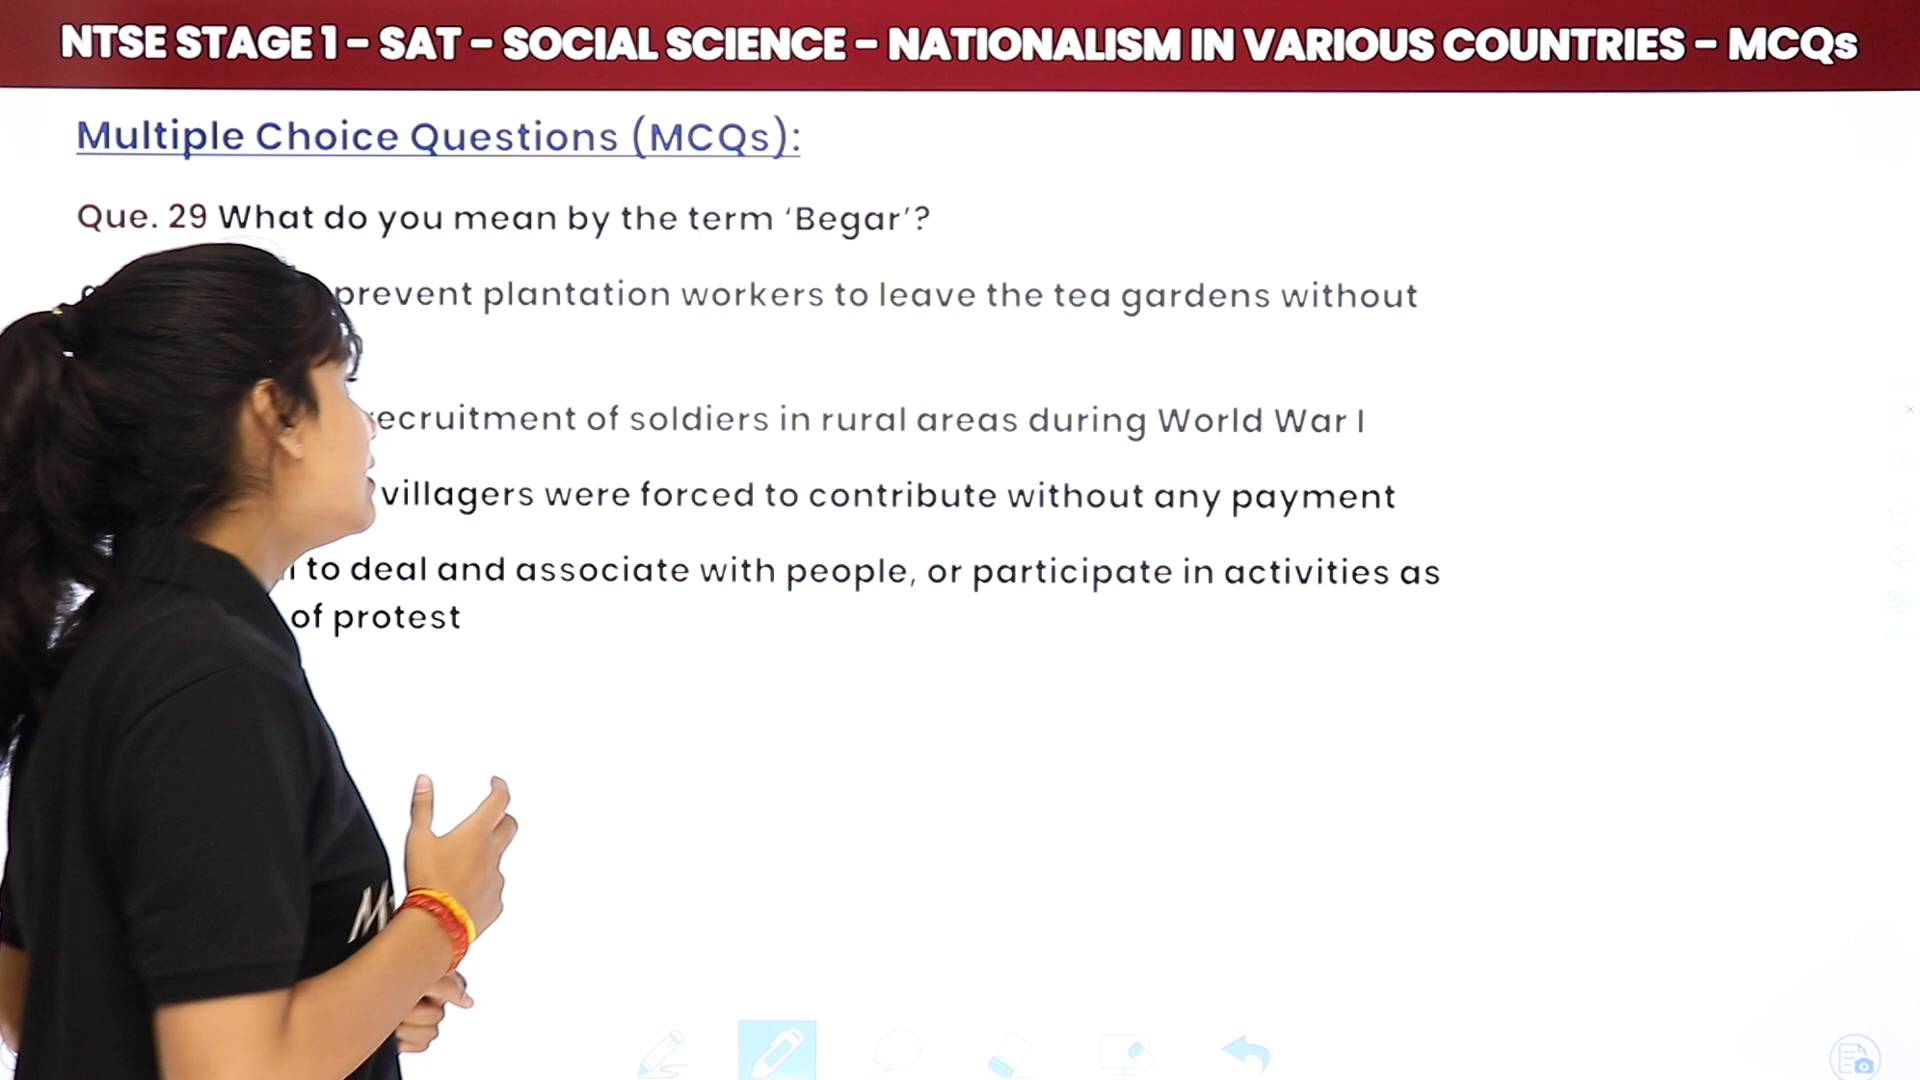 NTSE STAGE 1 – SAT – SOCIAL SCIENCE – NATIONALISM IN VARIOUS COUNTRIES – MCQs
Multiple Choice Questions (MCQs):
Que. 29 What do you mean by the term ‘Begar’?
prevent plantation workers to leave the tea gardens without
recruitment of soldiers in rural areas during World War I
villagers were forced to contribute without any payment
to deal and associate with people, or participate in activities as
of protest